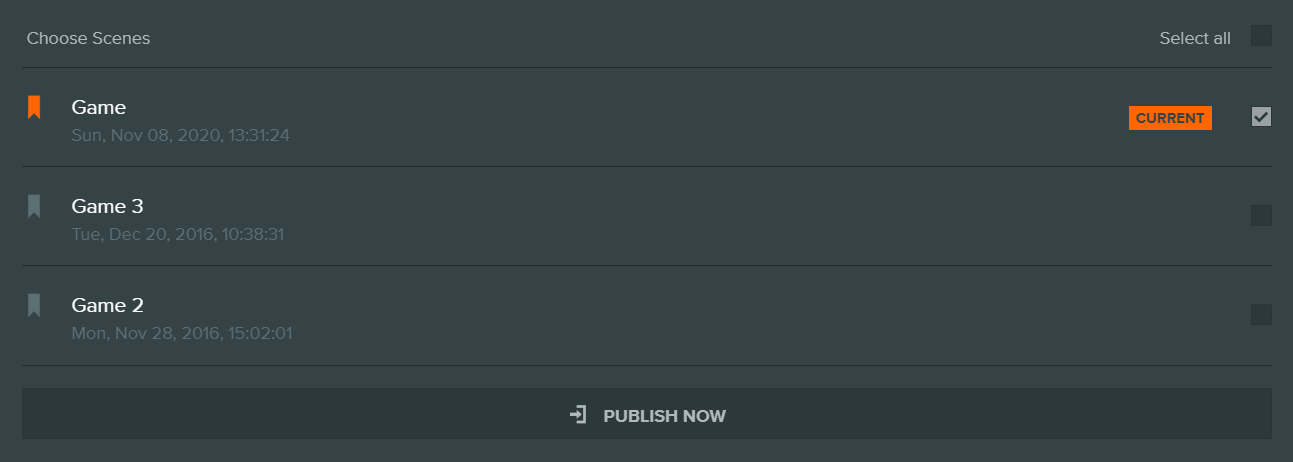 Choose Scenes
Select all
Game
Sun, Nov 08, 2020, 13:31:24
CURRENT
Game 3
Tue, Dec 20, 2016, 10:38:31
Game 2
Mon, Nov 28, 2016, 15:02:01
PUBLISH NOW